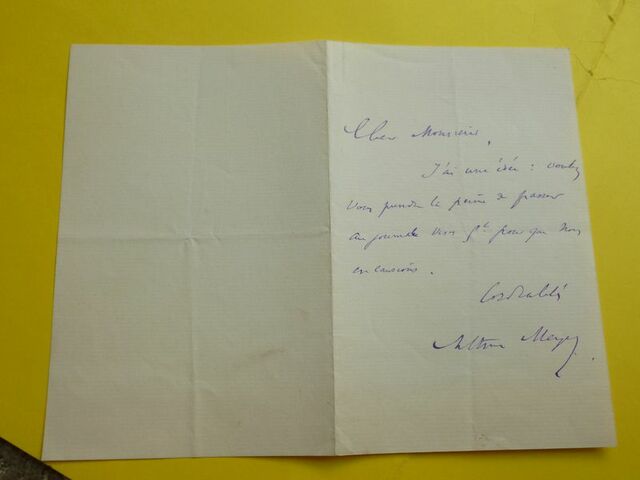 Cher Monsieur,
J'ai une idée : voulez
vous prendre la peine de passer
au journal vers 5h pour que nous
en causions.
Cordialité
Arthur Meyer